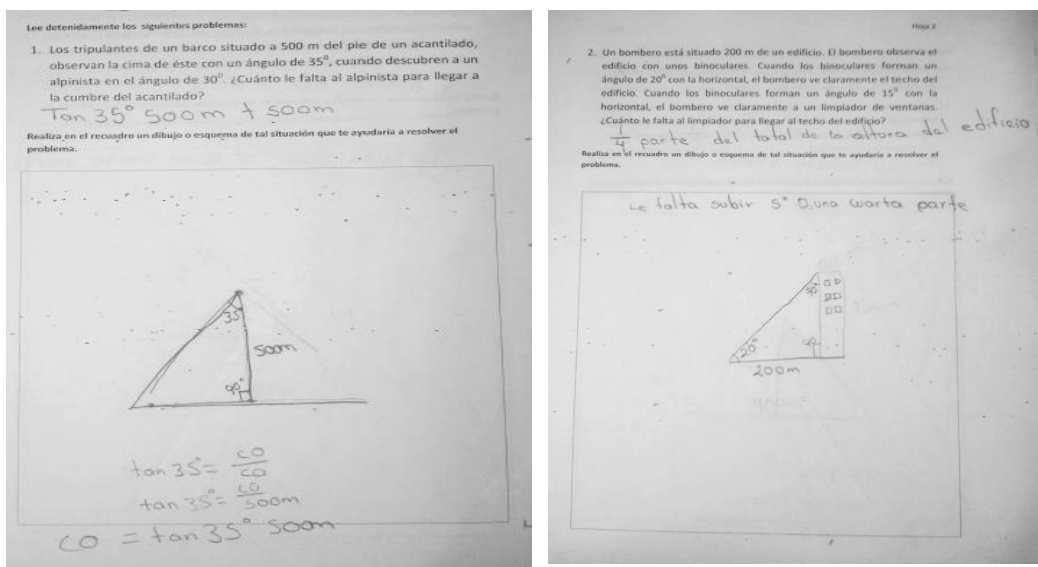 Lee detenidamente los siguientes problemas:
1. Los tripulantes de un barco situado a 500 m del pie de un acantilado,
observan la cima de éste con un ángulo de 35⁰, cuando descubren a un
alpinista en el ángulo de 30⁰. ¿Cuánto le falta al alpinista para llegar a
la cumbre del acantilado?
Tan 35° 500m + 500m
Realiza en el recuadro un dibujo o esquema de tal situación que te ayudaría a resolver el
problema.
35
500m
90°
tan 35° = CO/CA
tan 35° = CO/500m
CO = tan 35° 500m
Hoja 2
2. Un bombero está situado 200 m de un edificio. El bombero observa el
edificio con unos binoculares. Cuando los binoculares forman un
ángulo de 20⁰ con la horizontal, el bombero ve claramente el techo del
edificio. Cuando los binoculares forman un ángulo de 15⁰ con la
horizontal, el bombero ve claramente a un limpiador de ventanas.
¿Cuánto le falta al limpiador para llegar al techo del edificio?
1/4 parte del total de la altura del edificio
Realiza en el recuadro un dibujo o esquema de tal situación que te ayudaría a resolver el
problema.
Le falta subir 5° O una cuarta parte
20°
90
200m